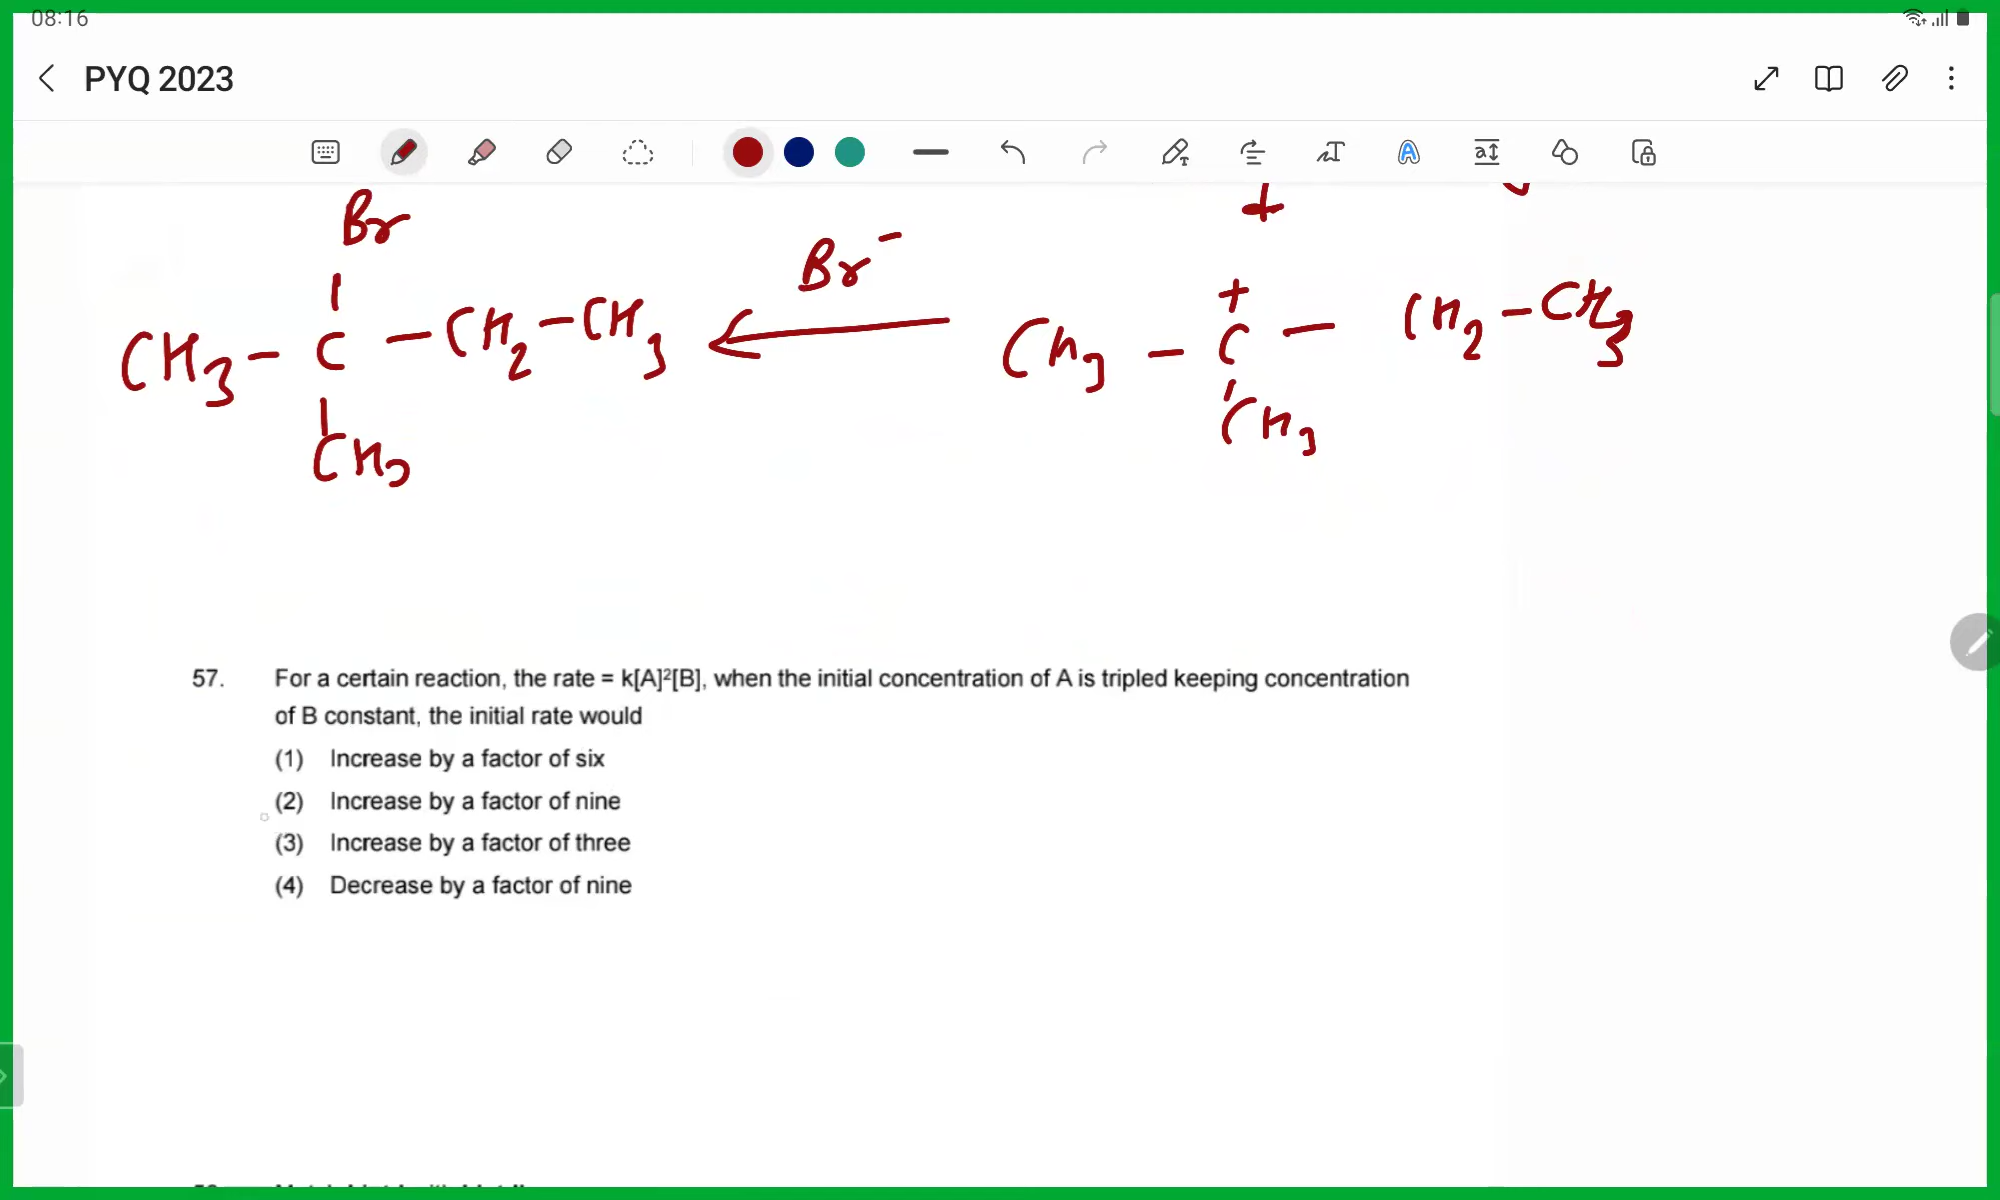 08:16
PYQ 2023
Br
Br⁻
+
CH3 - C - CH2 - CH3
CH3 - C - CH2 - CH3
CH3
CH3
57. For a certain reaction, the rate = k[A]²[B], when the initial concentration of A is tripled keeping concentration
of B constant, the initial rate would
(1) Increase by a factor of six
(2) Increase by a factor of nine
(3) Increase by a factor of three
(4) Decrease by a factor of nine